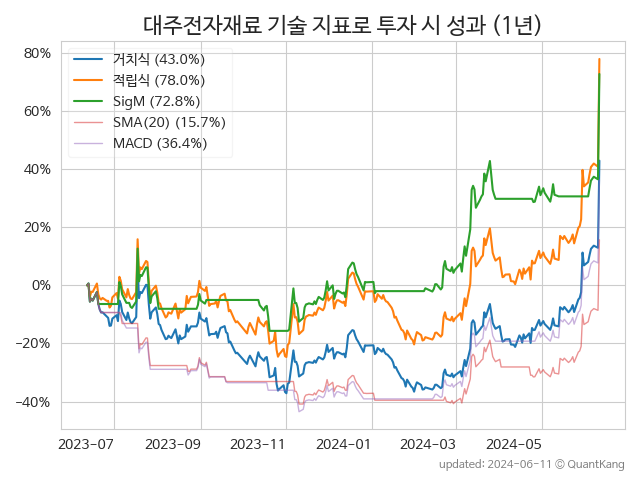 대주전자재료 기술 지표로 투자 시 성과 (1년)
80%
60%
40%
20%
0%
−20%
−40%
거치식 (43.0%)
적립식 (78.0%)
SigM (72.8%)
SMA(20) (15.7%)
MACD (36.4%)
2023-07
2023-09
2023-11
2024-01
2024-03
2024-05
updated: 2024-06-11 © QuantKang